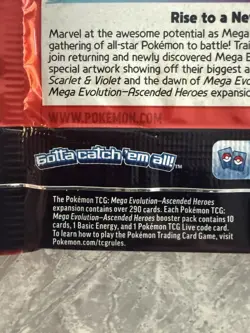 Rise to a Ne
Marvel at the awesome potential as Mega
gathering of all-star Pokémon to battle! Trai
join returning and newly discovered Mega E
special artwork showing off their biggest a
Scarlet & Violet and the dawn of Mega Evo
Mega Evolution—Ascended Heroes expansio
WWW.POKEMON.COM
Gotta catch 'em all!™
The Pokémon TCG: Mega Evolution—Ascended Heroes
expansion contains over 290 cards. Each Pokémon TCG:
Mega Evolution—Ascended Heroes booster pack contains 10
cards, 1 Basic Energy, and 1 Pokémon TCG Live code card.
To learn how to play the Pokémon Trading Card Game, visit
Pokemon.com/tcgrules.